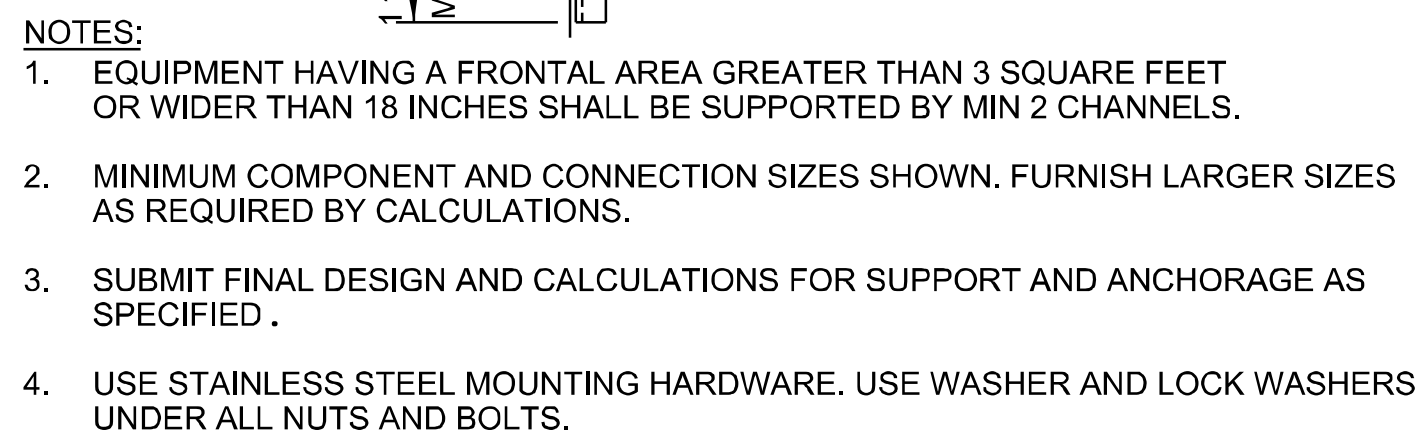 NOTES:
1. EQUIPMENT HAVING A FRONTAL AREA GREATER THAN 3 SQUARE FEET
OR WIDER THAN 18 INCHES SHALL BE SUPPORTED BY MIN 2 CHANNELS.
2. MINIMUM COMPONENT AND CONNECTION SIZES SHOWN. FURNISH LARGER SIZES
AS REQUIRED BY CALCULATIONS.
3. SUBMIT FINAL DESIGN AND CALCULATIONS FOR SUPPORT AND ANCHORAGE AS
SPECIFIED .
4. USE STAINLESS STEEL MOUNTING HARDWARE. USE WASHER AND LOCK WASHERS
UNDER ALL NUTS AND BOLTS.